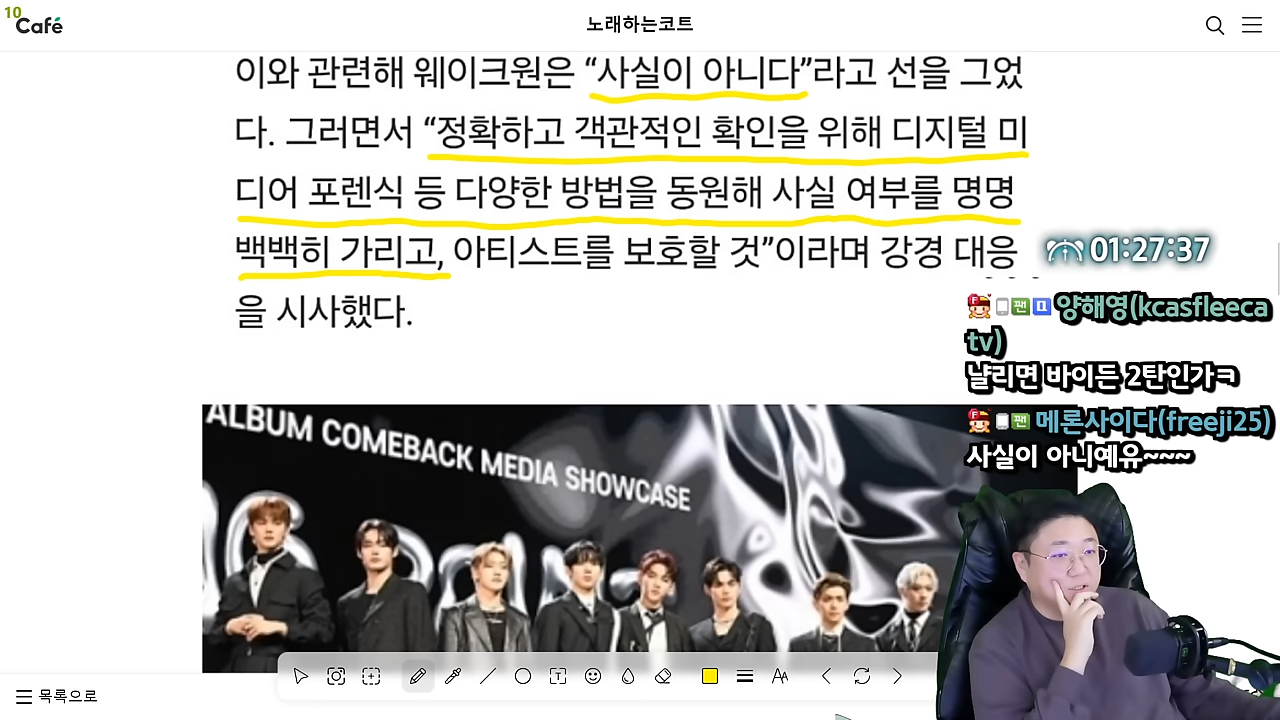 10
Café
노래하는코트
이와 관련해 웨이크원은 “사실이 아니다”라고 선을 그었
다. 그러면서 “정확하고 객관적인 확인을 위해 디지털 미
디어 포렌식 등 다양한 방법을 동원해 사실 여부를 명명
백백히 가리고, 아티스트를 보호할 것”이라며 강경 대응
을 시사했다.
01:27:37
양해영(kcasfleeca
tv)
냘리면 바이든 2탄인가ㅋ
메론사이다(freeji25)
사실이 아니예유~~~
ALBUM COMEBACK MEDIA SHOWCASE
목록으로